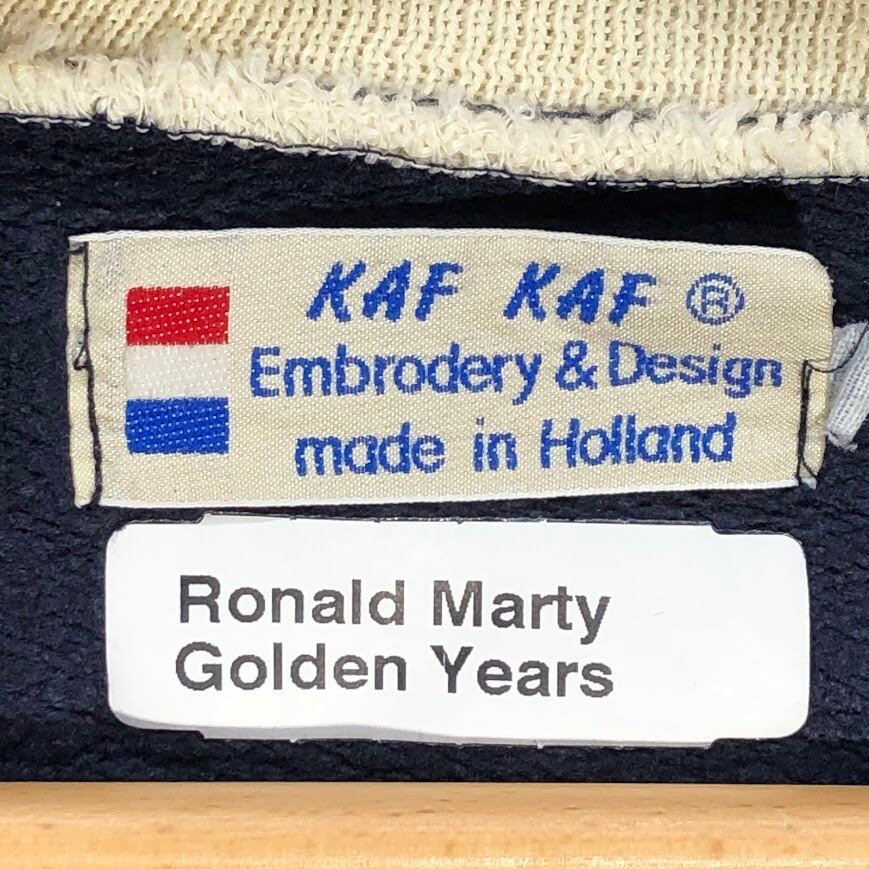 KAF KAF ®
Embrodery & Design
made in Holland
Ronald Marty
Golden Years